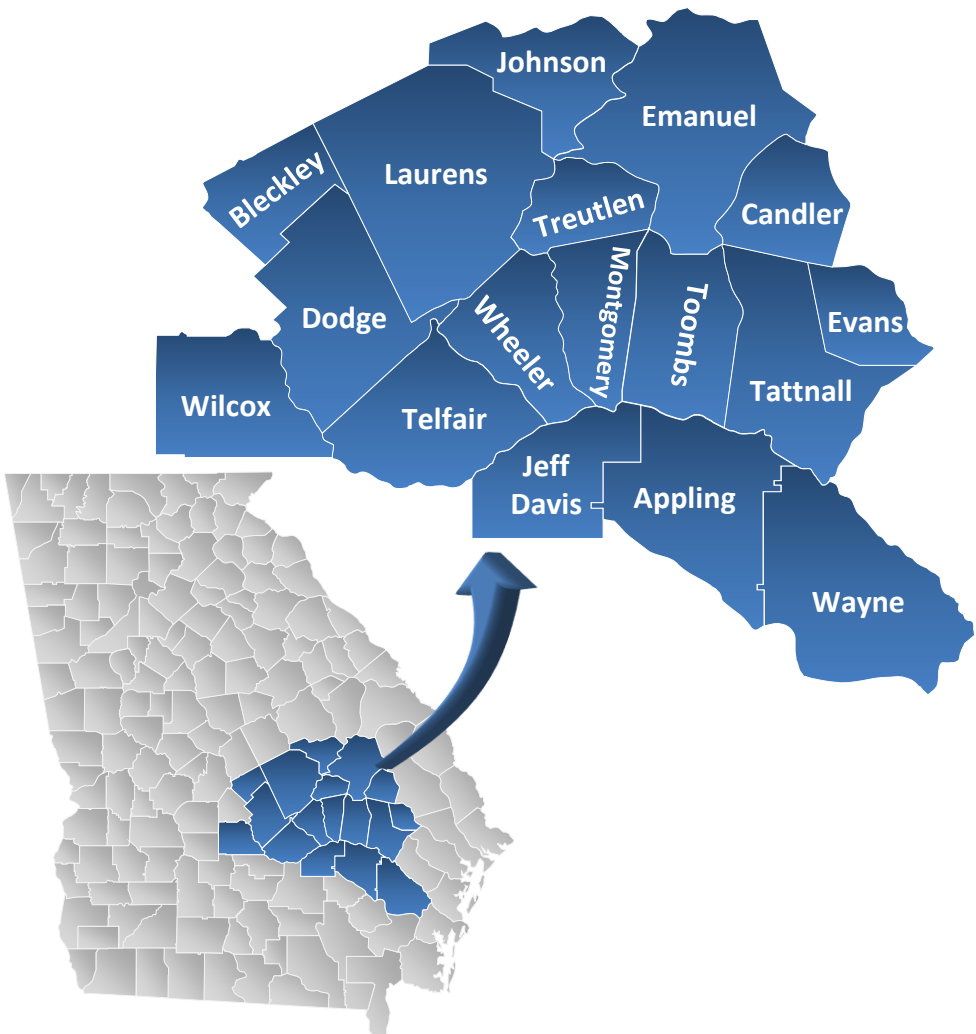 Johnson
Emanuel
Bleckley
Laurens
Treutlen
Candler
Dodge
Wheeler
Montgomery
Toombs
Evans
Wilcox
Telfair
Tattnall
Jeff
Davis
Appling
Wayne